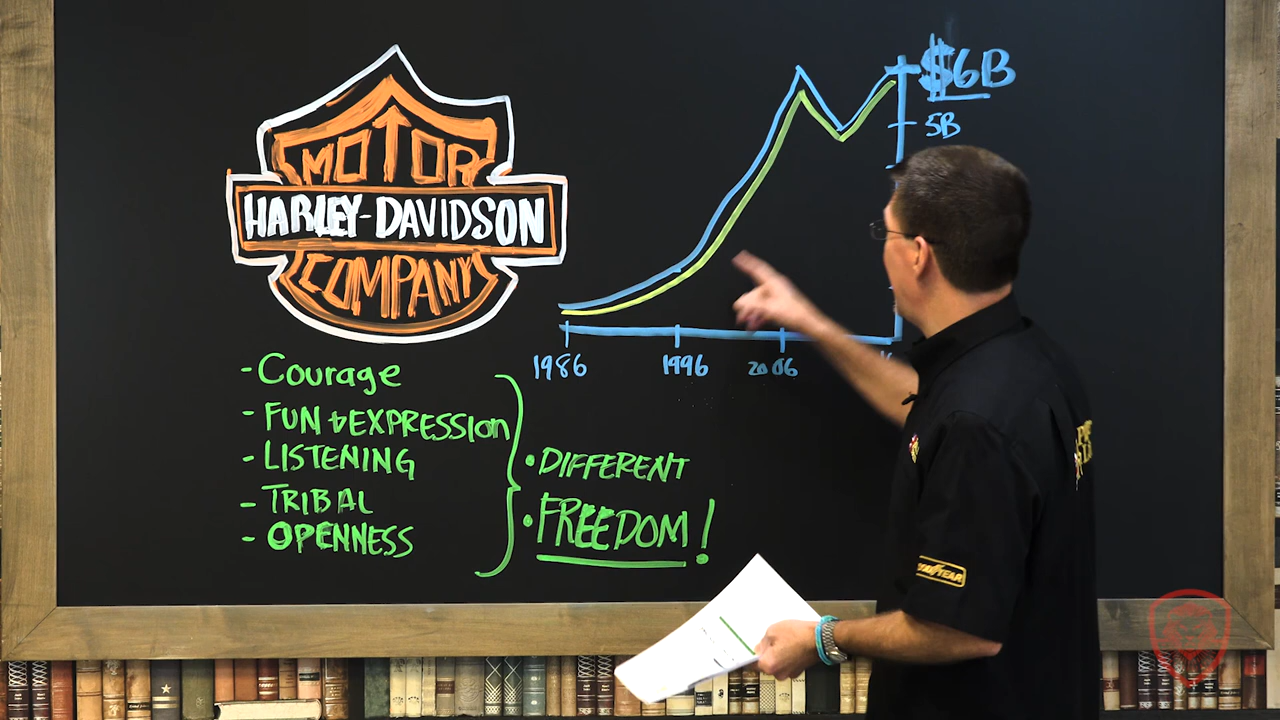 MOTOR
HARLEY-DAVIDSON
COMPANY
$6B
5B
1986
1996
2006
- Courage
- FUN & EXPRESSION
- LISTENING
- TRIBAL
- OPENNESS
• DIFFERENT
• FREEDOM!
GOODYEAR